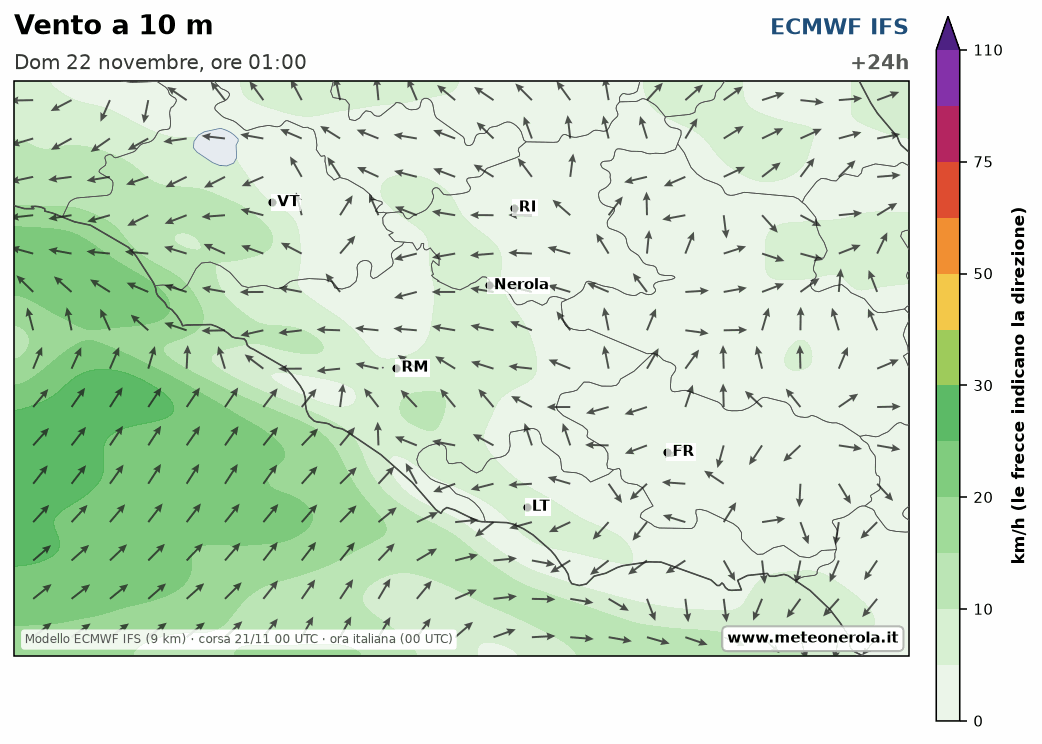 Vento a 10 m
ECMWF IFS
Dom 22 novembre, ore 01:00
+24h
110
75
50
30
20
10
0
km/h (le frecce indicano la direzione)
VT
RI
Nerola
RM
FR
LT
Modello ECMWF IFS (9 km) · corsa 21/11 00 UTC · ora italiana (00 UTC)
www.meteonerola.it